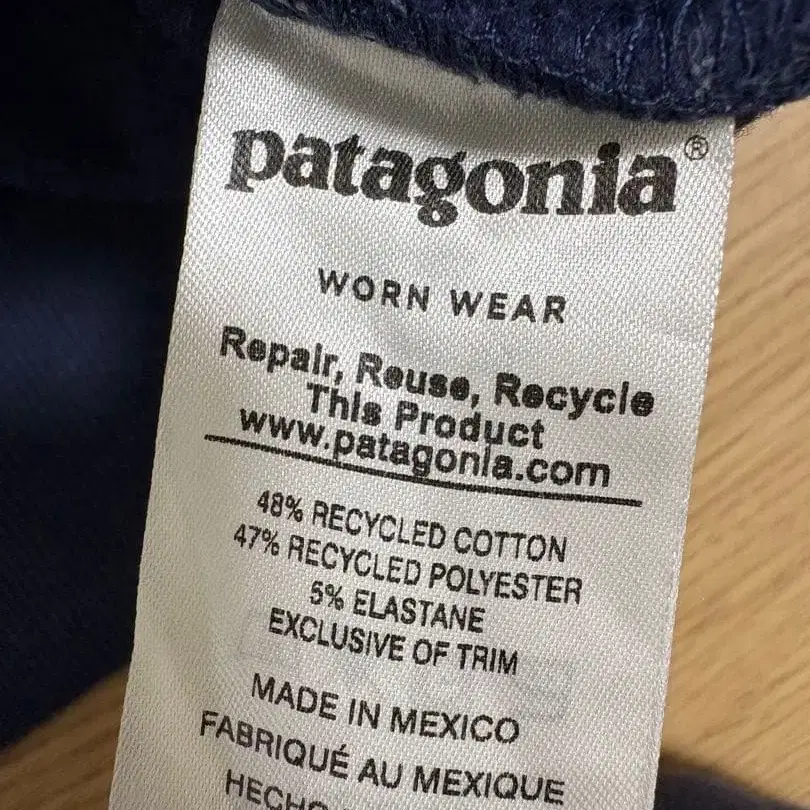 patagonia®
WORN WEAR
Repair, Reuse, Recycle
This Product
www.patagonia.com
48% RECYCLED COTTON
47% RECYCLED POLYESTER
5% ELASTANE
EXCLUSIVE OF TRIM
MADE IN MEXICO
FABRIQUÉ AU MEXIQUE
HECHO